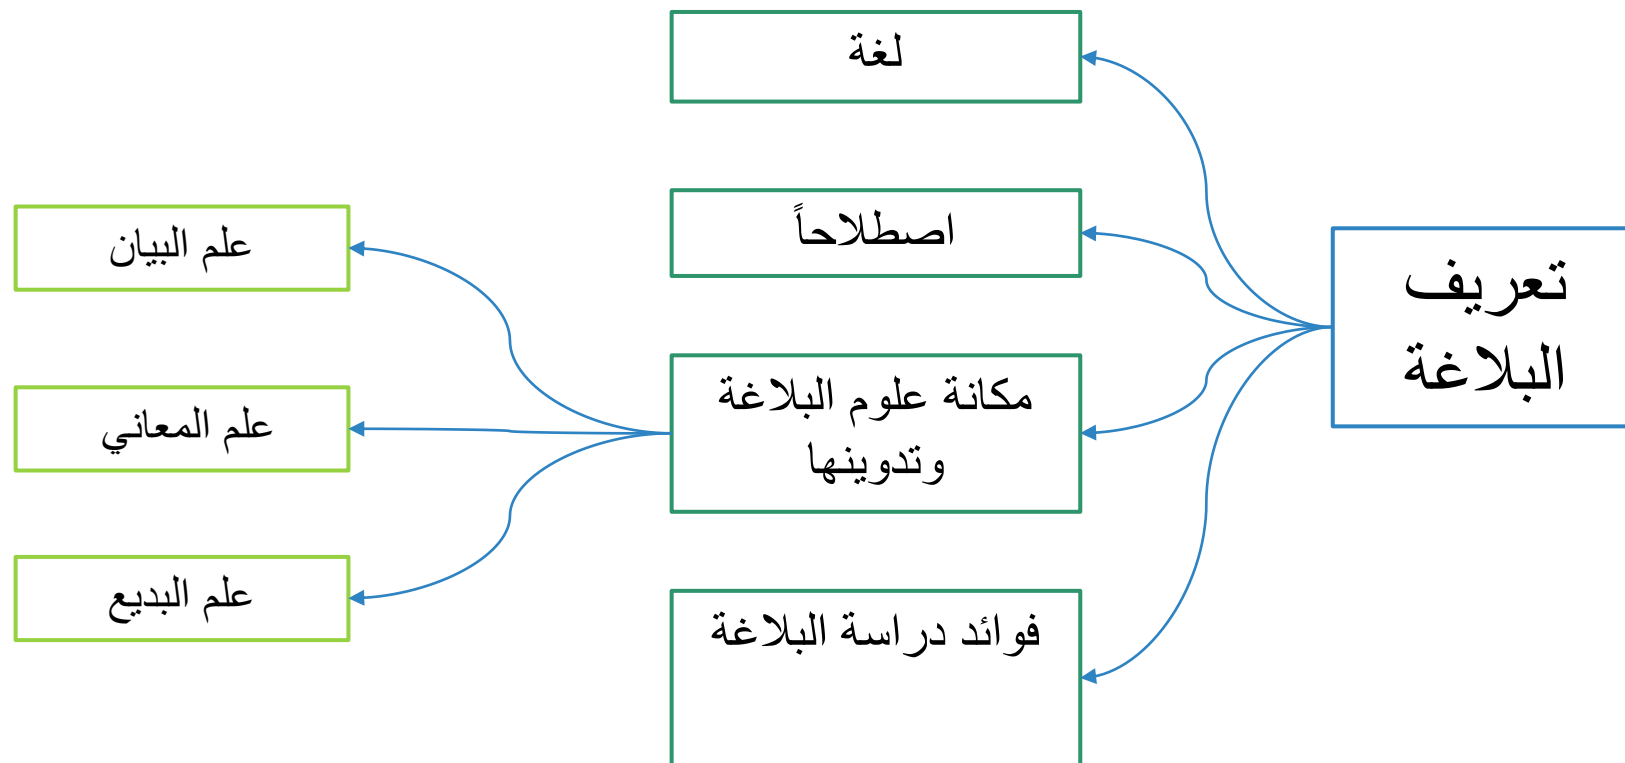 تعريف
البلاغة
لغة
اصطلاحاً
مكانة علوم البلاغة
وتدوينها
علم البيان
علم المعاني
علم البديع
فوائد دراسة البلاغة